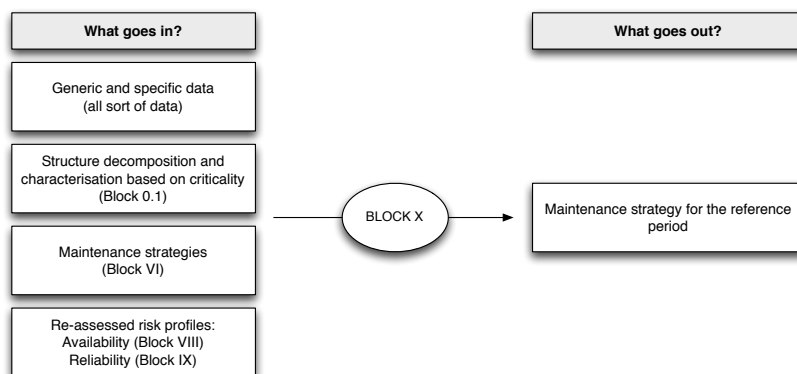 What goes in?
What goes out?
Generic and specific data
(all sort of data)
Structure decomposition and
characterisation based on criticality
(Block 0.1)
BLOCK X
Maintenance strategy for the reference
period
Maintenance strategies
(Block VI)
Re-assessed risk profiles:
Availability (Block VIII)
Reliability (Block IX)